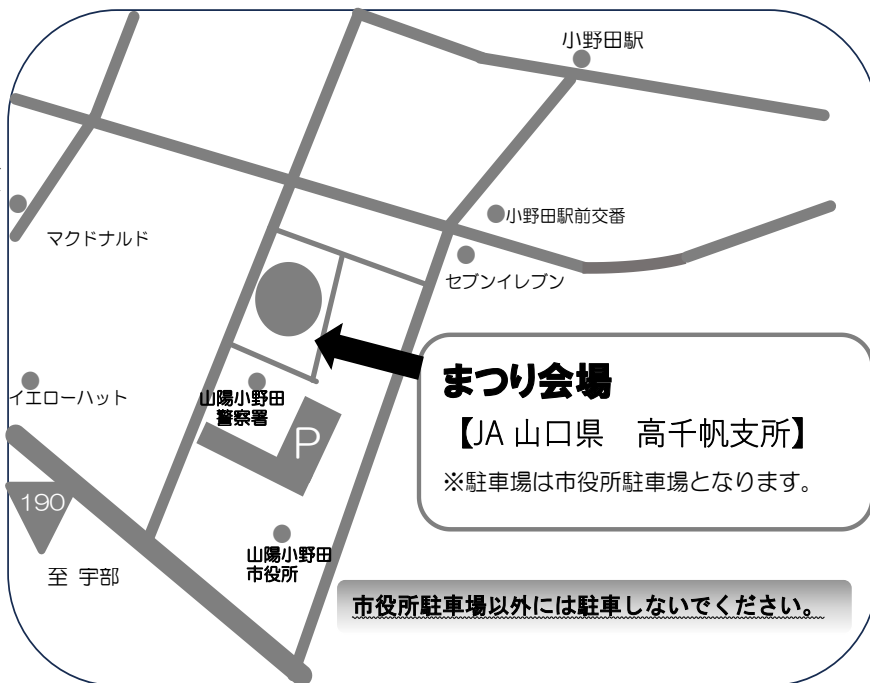 小野田駅
小野田駅前交番
マクドナルド
セブンイレブン
イエローハット
山陽小野田
警察署
P
まつり会場
【JA 山口県　高千帆支所】
※駐車場は市役所駐車場となります。
190
山陽小野田
市役所
至 宇部
市役所駐車場以外には駐車しないでください。